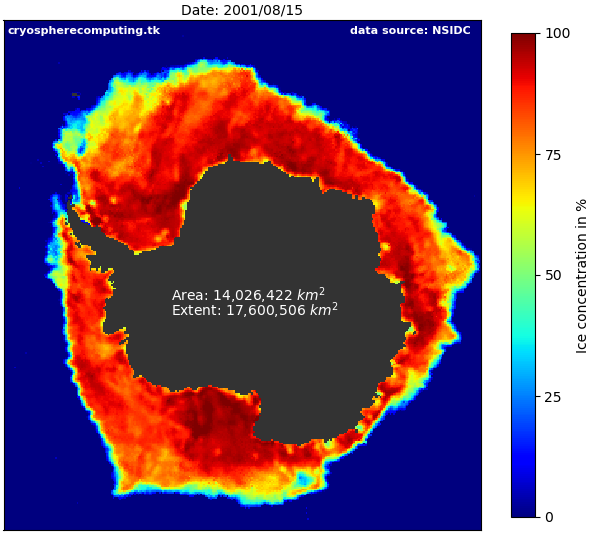 Date: 2001/08/15
cryospherecomputing.tk
data source: NSIDC
Area: 14,026,422 km²
Extent: 17,600,506 km²
100
75
50
25
0
Ice concentration in %